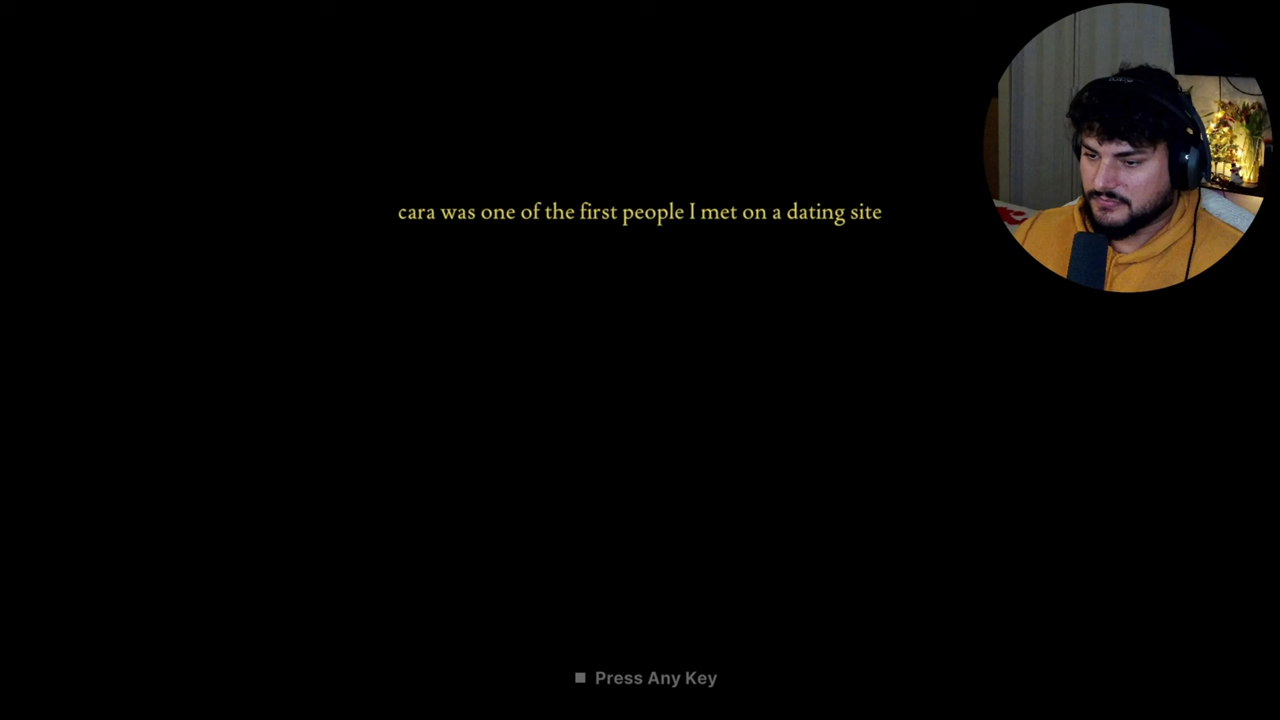 cara was one of the first people I met on a dating site
Press Any Key